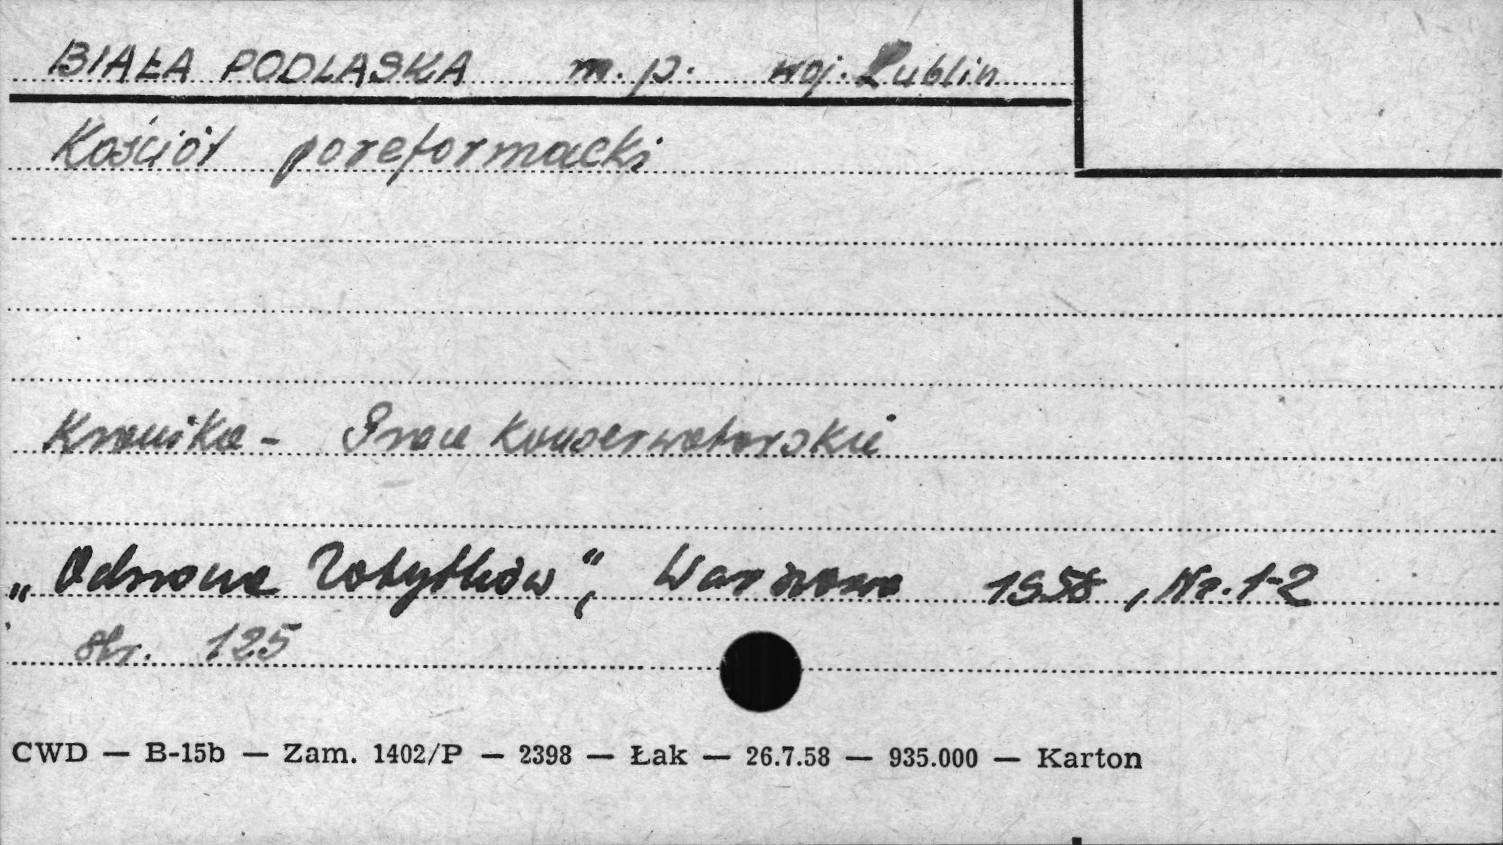 BIAŁA PODLASKA m. p. woj. Lublin
Kościół poreformacki
Kronika - Prace konserwatorskie
„Ochrona Zabytków”, Warszawa 1958, Nr. 1-2
str. 125
CWD — B-15b — Zam. 1402/P — 2398 — Łak — 26.7.58 — 935.000 — Karton